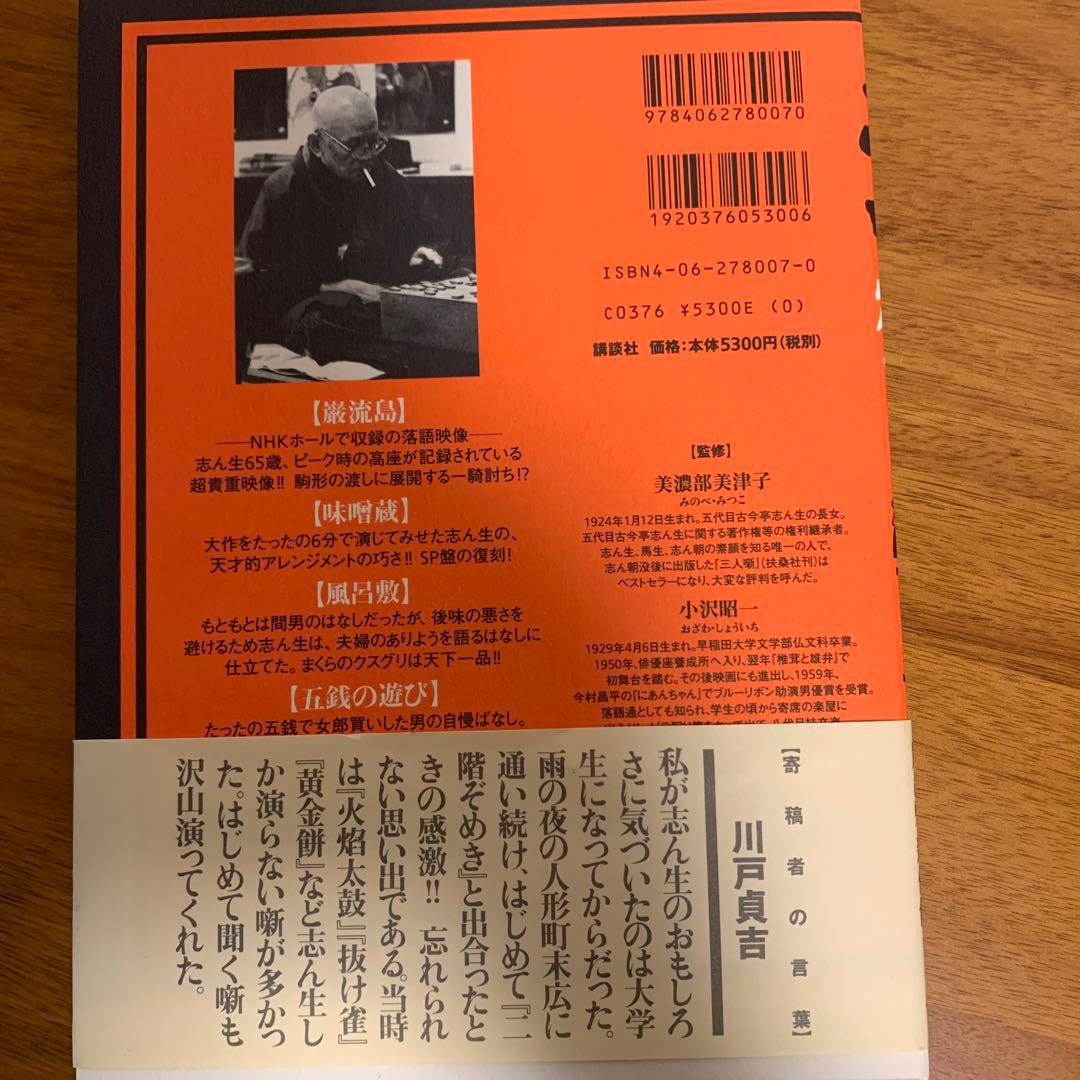 9784062780070
1920376053006
ISBN4-06-278007-0
C0376 ¥5300E (0)
講談社 価格:本体5300円(税別)
【巌流島】
――NHKホールで収録の落語映像――
志ん生65歳、ピーク時の高座が記録されている
超貴重映像!! 駒形の渡しに展開する一騎討ち!?
【味噌蔵】
大作をたったの6分で演じてみせた志ん生の、
天才的アレンジメントの巧さ!! SP盤の復刻!
【風呂敷】
もともとは間男のはなしだったが、後味の悪さを
避けるため志ん生は、夫婦のありようを語るはなしに
仕立てた。まくらのクスグリは天下一品!!
【五銭の遊び】
たったの五銭で女郎買いした男の自慢ばなし。
【監修】
美濃部美津子
みのべ・みつこ
1924年1月12日生まれ。五代目古今亭志ん生の長女。
五代目古今亭志ん生に関する著作権等の権利継承者。
志ん生、馬生、志ん朝の素顔を知る唯一の人で、
志ん朝没後に出版した『三人噺』(扶桑社刊)は
ベストセラーになり、大変な評判を呼んだ。
小沢昭一
おざわ・しょういち
1929年4月6日生まれ。早稲田大学文学部仏文科卒業。
1950年、俳優座養成所へ入り、翌年『椎茸と雄弁』で
初舞台を踏む。その後映画にも進出し、1959年、
今村昌平の『にあんちゃん』でブルーリボン助演男優賞を受賞。
落語通としても知られ、学生の頃から寄席の楽屋に
【寄稿者の言葉】
川戸貞吉
私が志ん生のおもしろ
さに気づいたのは大学
生になってからだった。
雨の夜の人形町末広に
通い続け、はじめて『二
階ぞめき』と出合ったと
きの感激!! 忘れられ
ない思い出である。当時
は『火焰太鼓』『抜け雀』
『黄金餅』など志ん生し
か演らない噺が多かっ
た。はじめて聞く噺も
沢山演ってくれた。